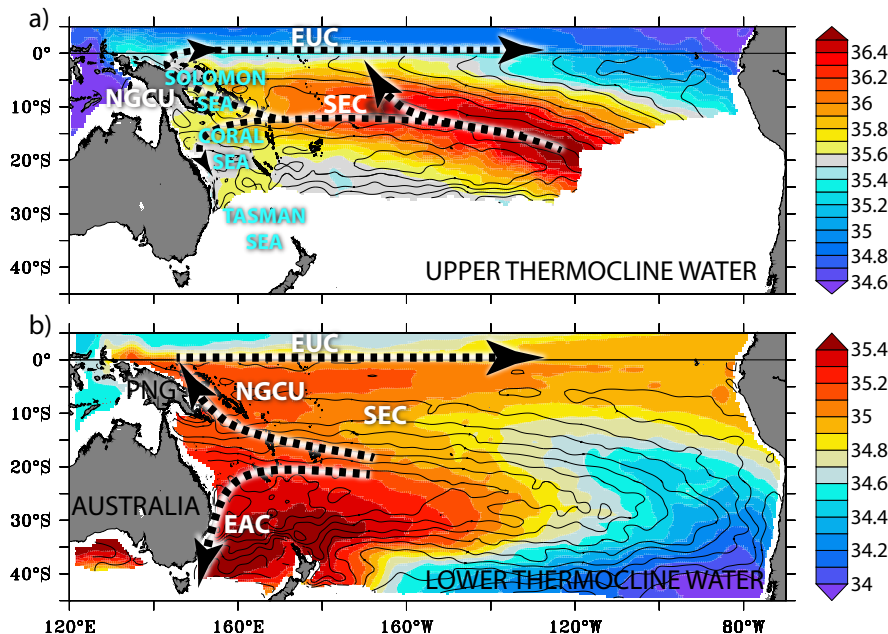 a)
EUC
0°
SOLOMON
SEA
NGCU
SEC
10°S
CORAL
SEA
20°S
30°S
TASMAN
SEA
40°S
UPPER THERMOCLINE WATER
36.4
36.2
36
35.8
35.6
35.4
35.2
35
34.8
34.6
b)
EUC
0°
PNG
NGCU
SEC
10°S
20°S
AUSTRALIA
30°S
EAC
40°S
LOWER THERMOCLINE WATER
35.4
35.2
35
34.8
34.6
34.4
34.2
34
120°E
160°E
160°W
120°W
80°W